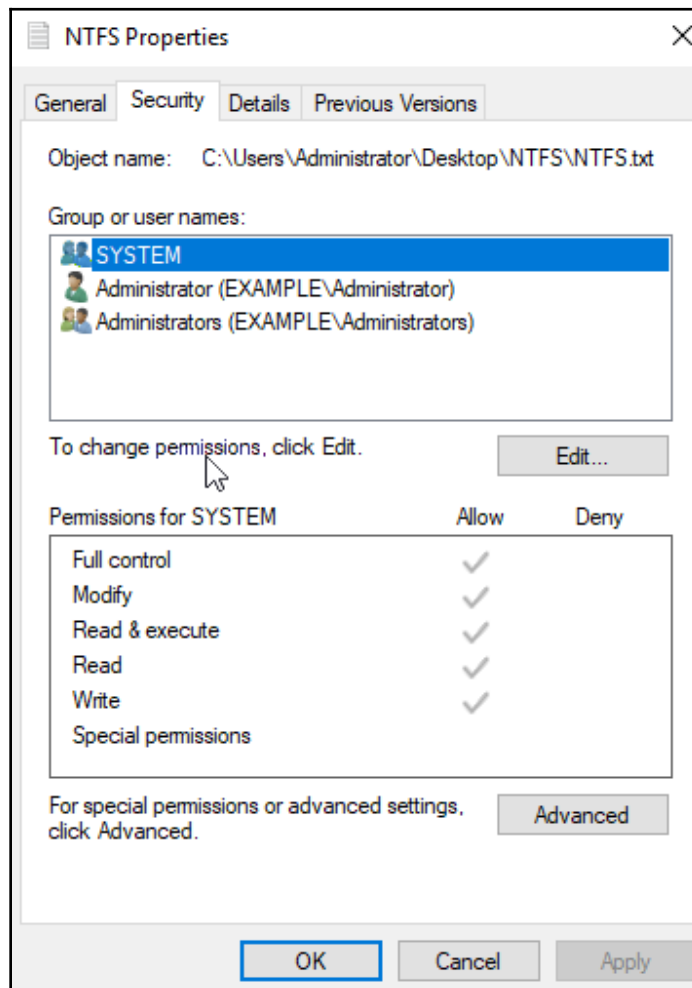 NTFS Properties
General Security Details Previous Versions
Object name: C:\Users\Administrator\Desktop\NTFS\NTFS.txt
Group or user names:
SYSTEM
Administrator (EXAMPLE\Administrator)
Administrators (EXAMPLE\Administrators)
To change permissions, click Edit.
Edit...
Permissions for SYSTEM Allow Deny
Full control
Modify
Read & execute
Read
Write
Special permissions
For special permissions or advanced settings,
click Advanced.
Advanced
OK Cancel Apply